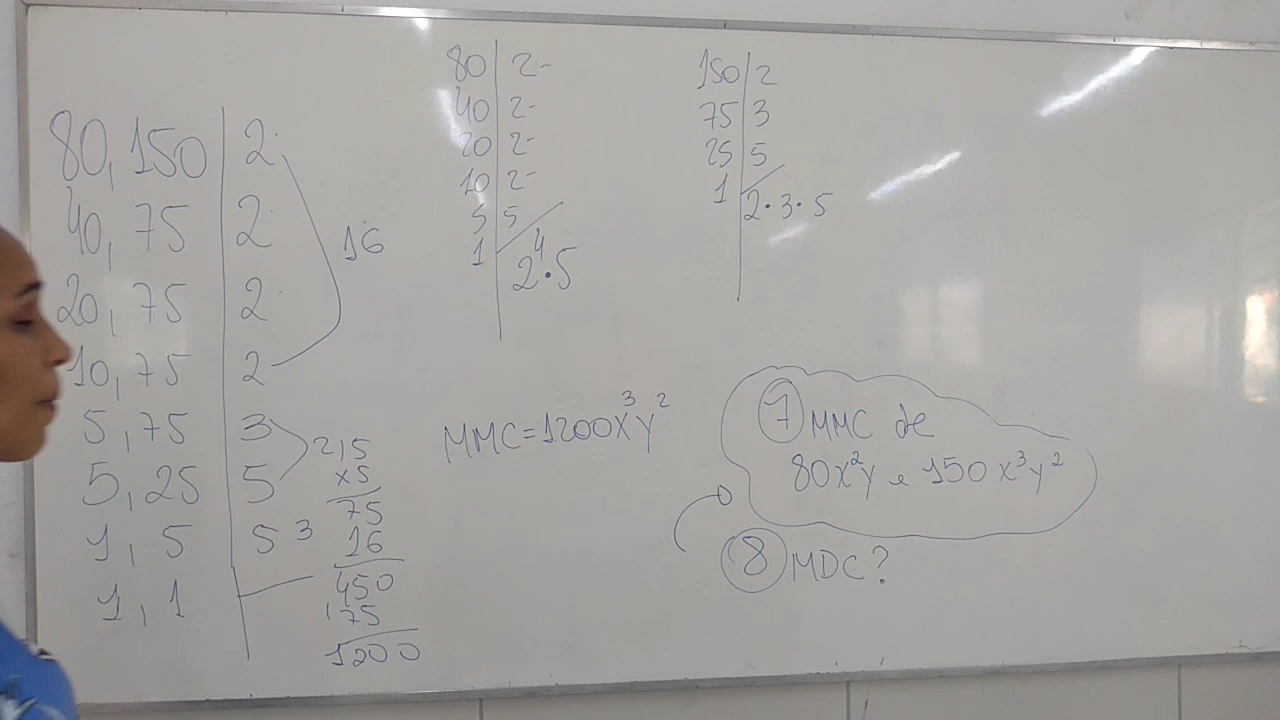 80, 150 | 2
40, 75 | 2
20, 75 | 2
10, 75 | 2
5, 75 | 3
5, 25 | 5
1, 5 | 5
1, 1
16
215
x5
75
16
450
75
1200
80 | 2
40 | 2
20 | 2
10 | 2
5 | 5
1
2⁴•5
150 | 2
75 | 3
25 | 5
1
2•3•5
MMC=1200x³y²
7 MMC de
80x²y e 150x³y²
8 MDC?